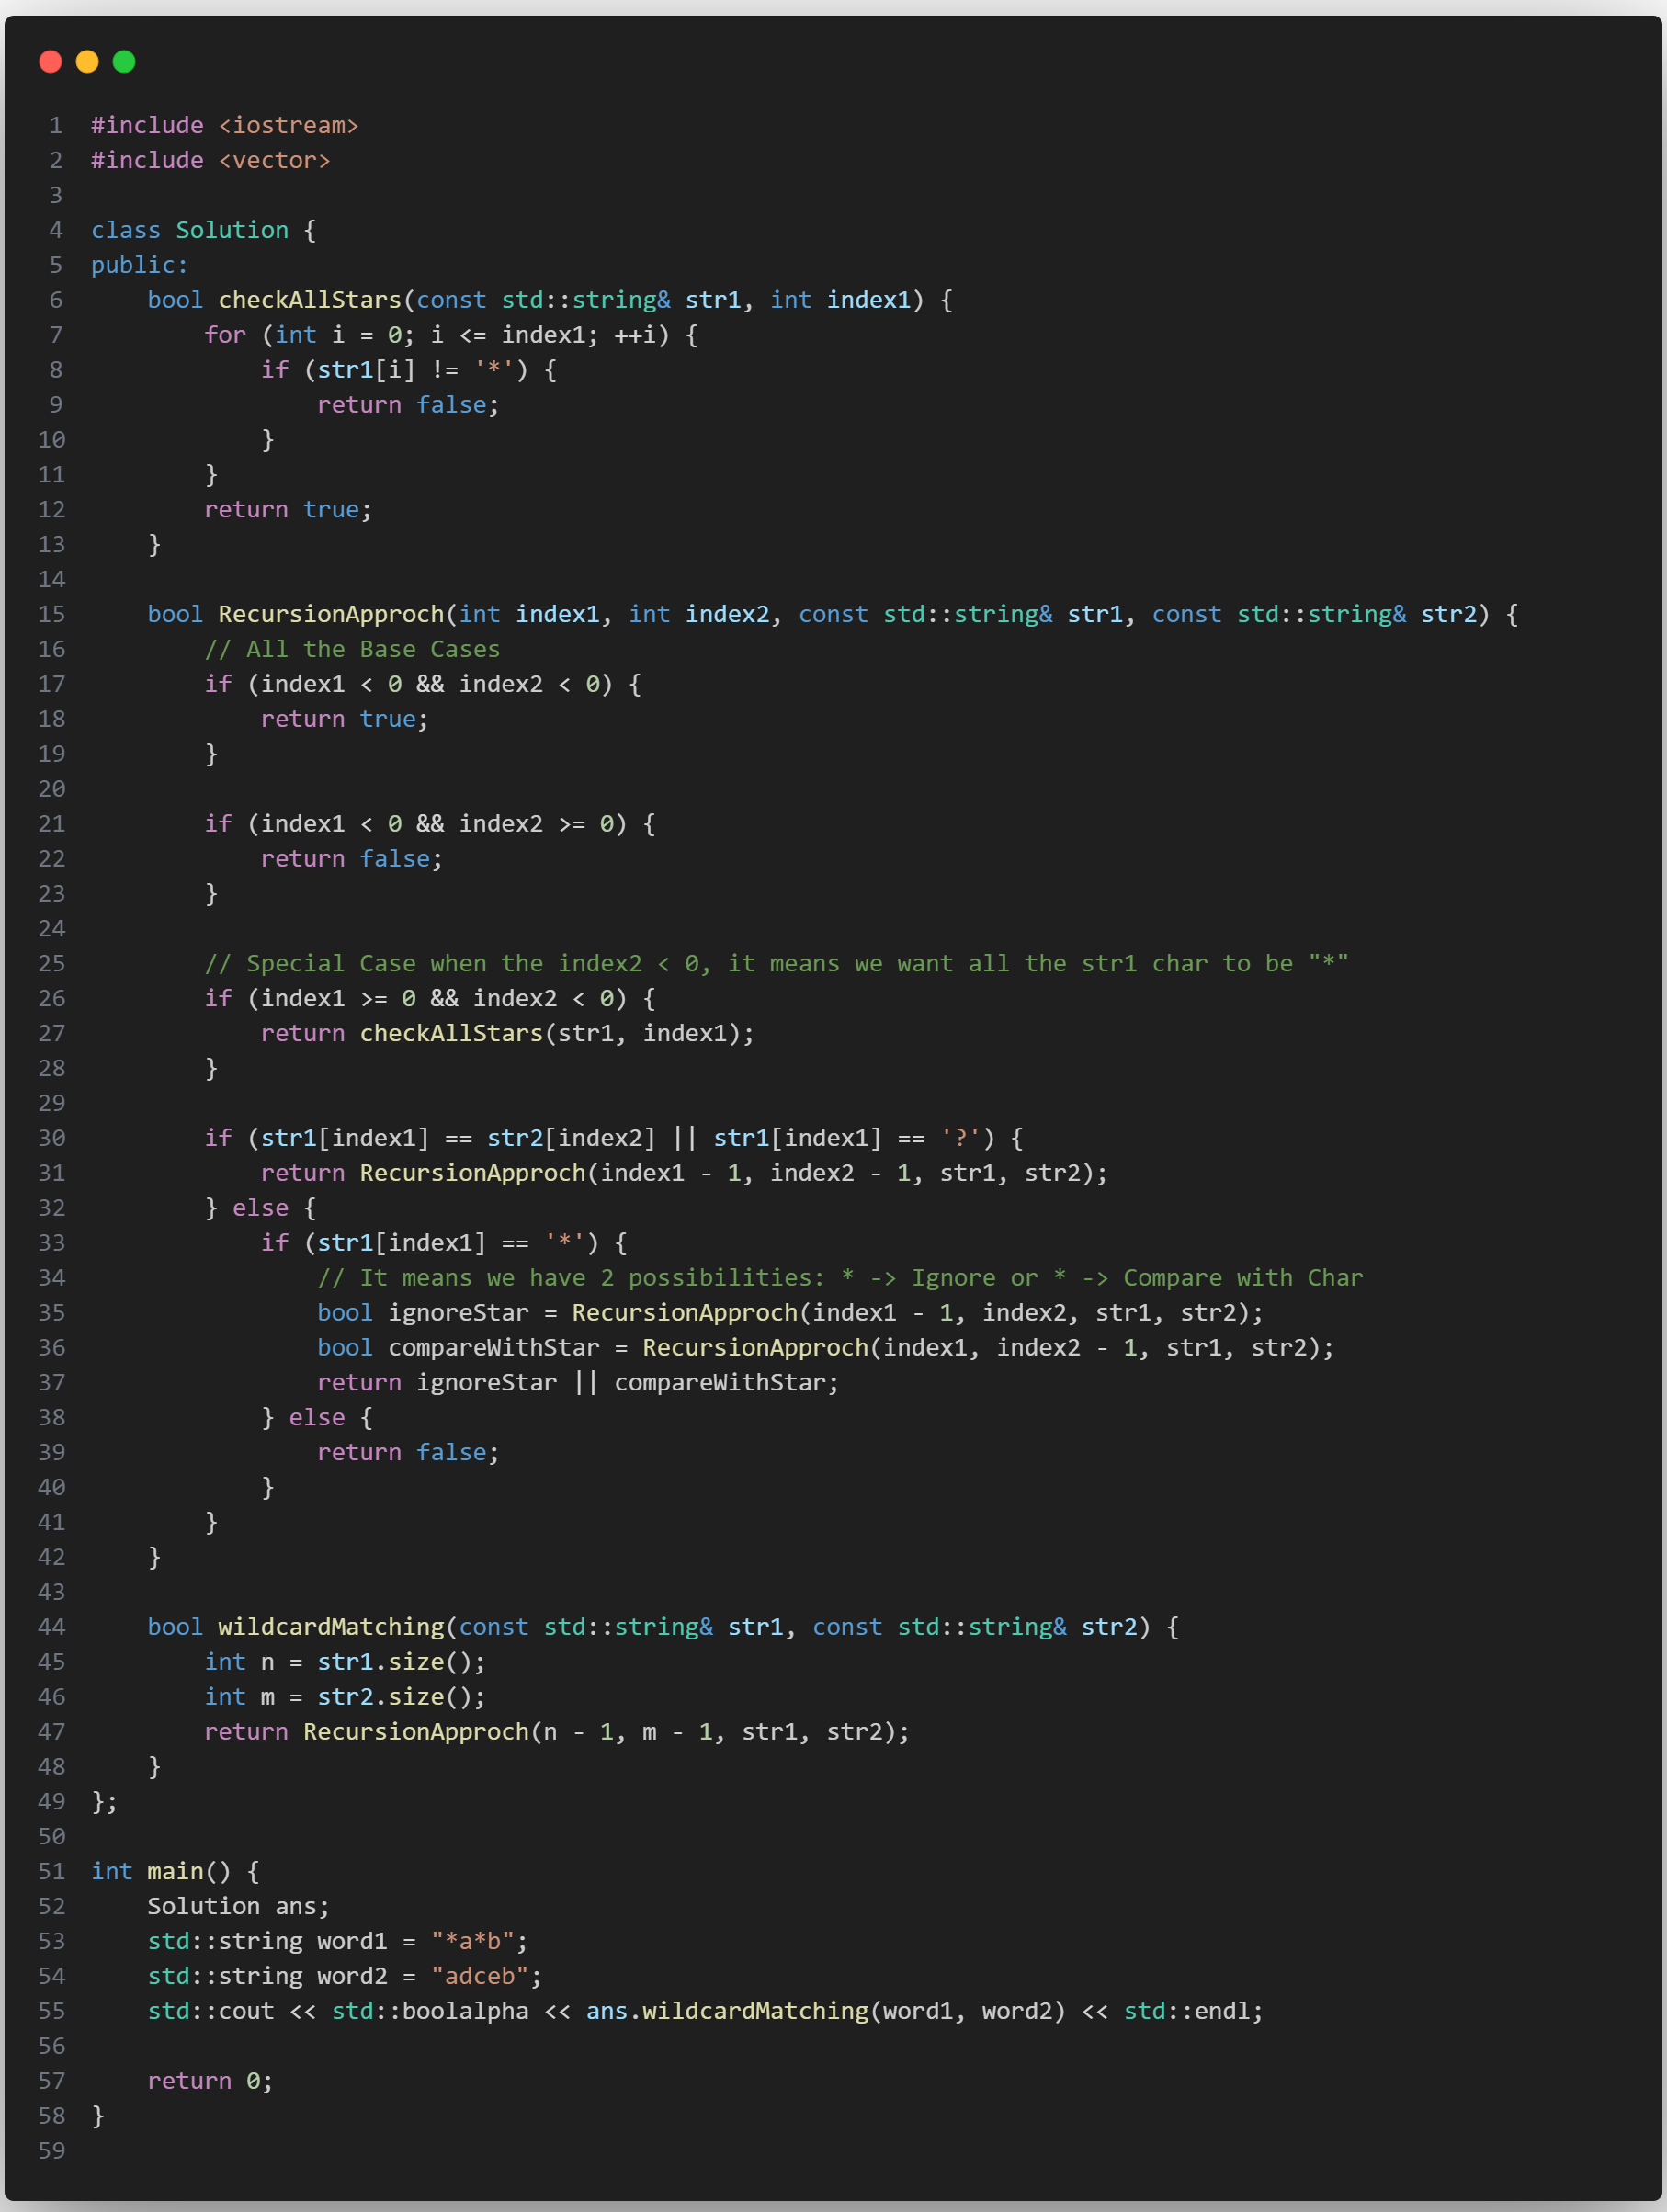 1 #include <iostream>
2 #include <vector>
3
4 class Solution {
5 public:
6     bool checkAllStars(const std::string& str1, int index1) {
7         for (int i = 0; i <= index1; ++i) {
8             if (str1[i] != '*') {
9                 return false;
10             }
11         }
12         return true;
13     }
14
15     bool RecursionApproch(int index1, int index2, const std::string& str1, const std::string& str2) {
16         // All the Base Cases
17         if (index1 < 0 && index2 < 0) {
18             return true;
19         }
20
21         if (index1 < 0 && index2 >= 0) {
22             return false;
23         }
24
25         // Special Case when the index2 < 0, it means we want all the str1 char to be "*"
26         if (index1 >= 0 && index2 < 0) {
27             return checkAllStars(str1, index1);
28         }
29
30         if (str1[index1] == str2[index2] || str1[index1] == '?') {
31             return RecursionApproch(index1 - 1, index2 - 1, str1, str2);
32         } else {
33             if (str1[index1] == '*') {
34                 // It means we have 2 possibilities: * -> Ignore or * -> Compare with Char
35                 bool ignoreStar = RecursionApproch(index1 - 1, index2, str1, str2);
36                 bool compareWithStar = RecursionApproch(index1, index2 - 1, str1, str2);
37                 return ignoreStar || compareWithStar;
38             } else {
39                 return false;
40             }
41         }
42     }
43
44     bool wildcardMatching(const std::string& str1, const std::string& str2) {
45         int n = str1.size();
46         int m = str2.size();
47         return RecursionApproch(n - 1, m - 1, str1, str2);
48     }
49 };
50
51 int main() {
52     Solution ans;
53     std::string word1 = "*a*b";
54     std::string word2 = "adceb";
55     std::cout << std::boolalpha << ans.wildcardMatching(word1, word2) << std::endl;
56
57     return 0;
58 }
59